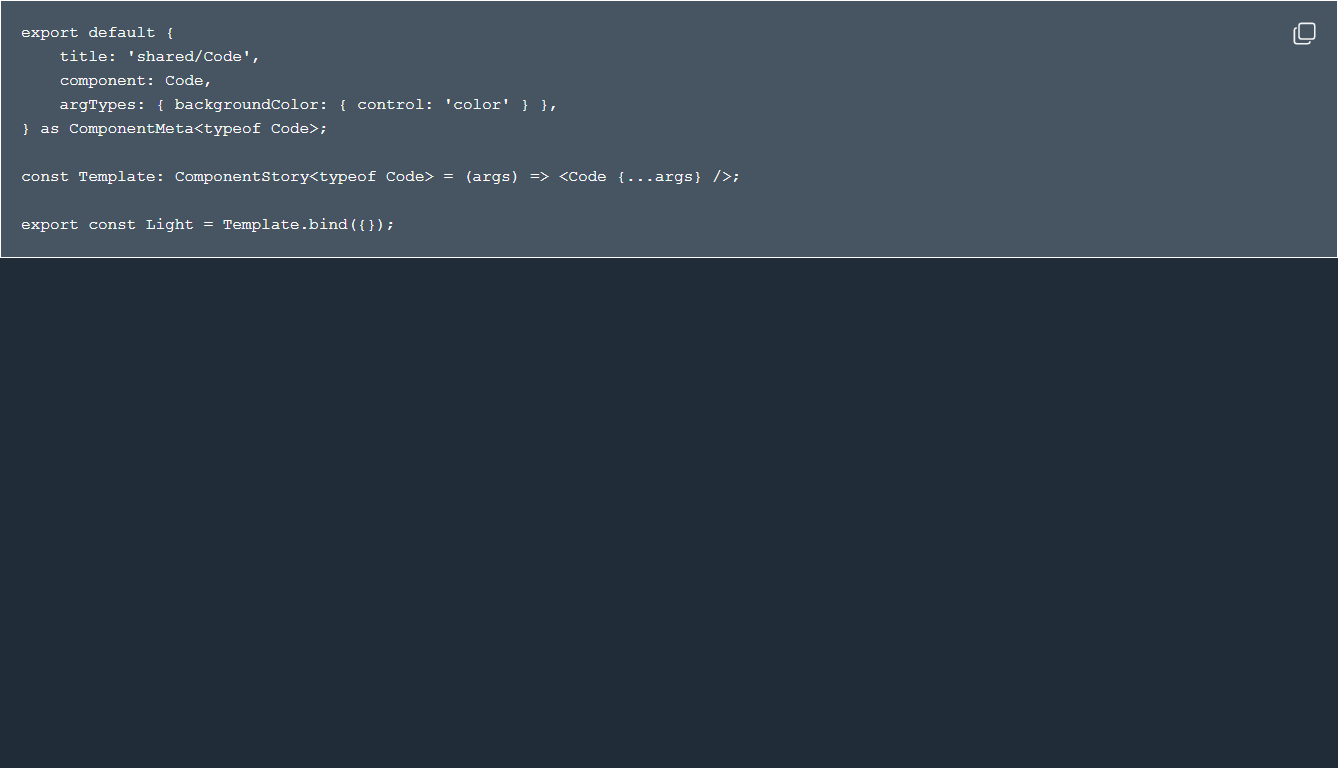 export default {
    title: 'shared/Code',
    component: Code,
    argTypes: { backgroundColor: { control: 'color' } },
} as ComponentMeta<typeof Code>;

const Template: ComponentStory<typeof Code> = (args) => <Code {...args} />;

export const Light = Template.bind({});